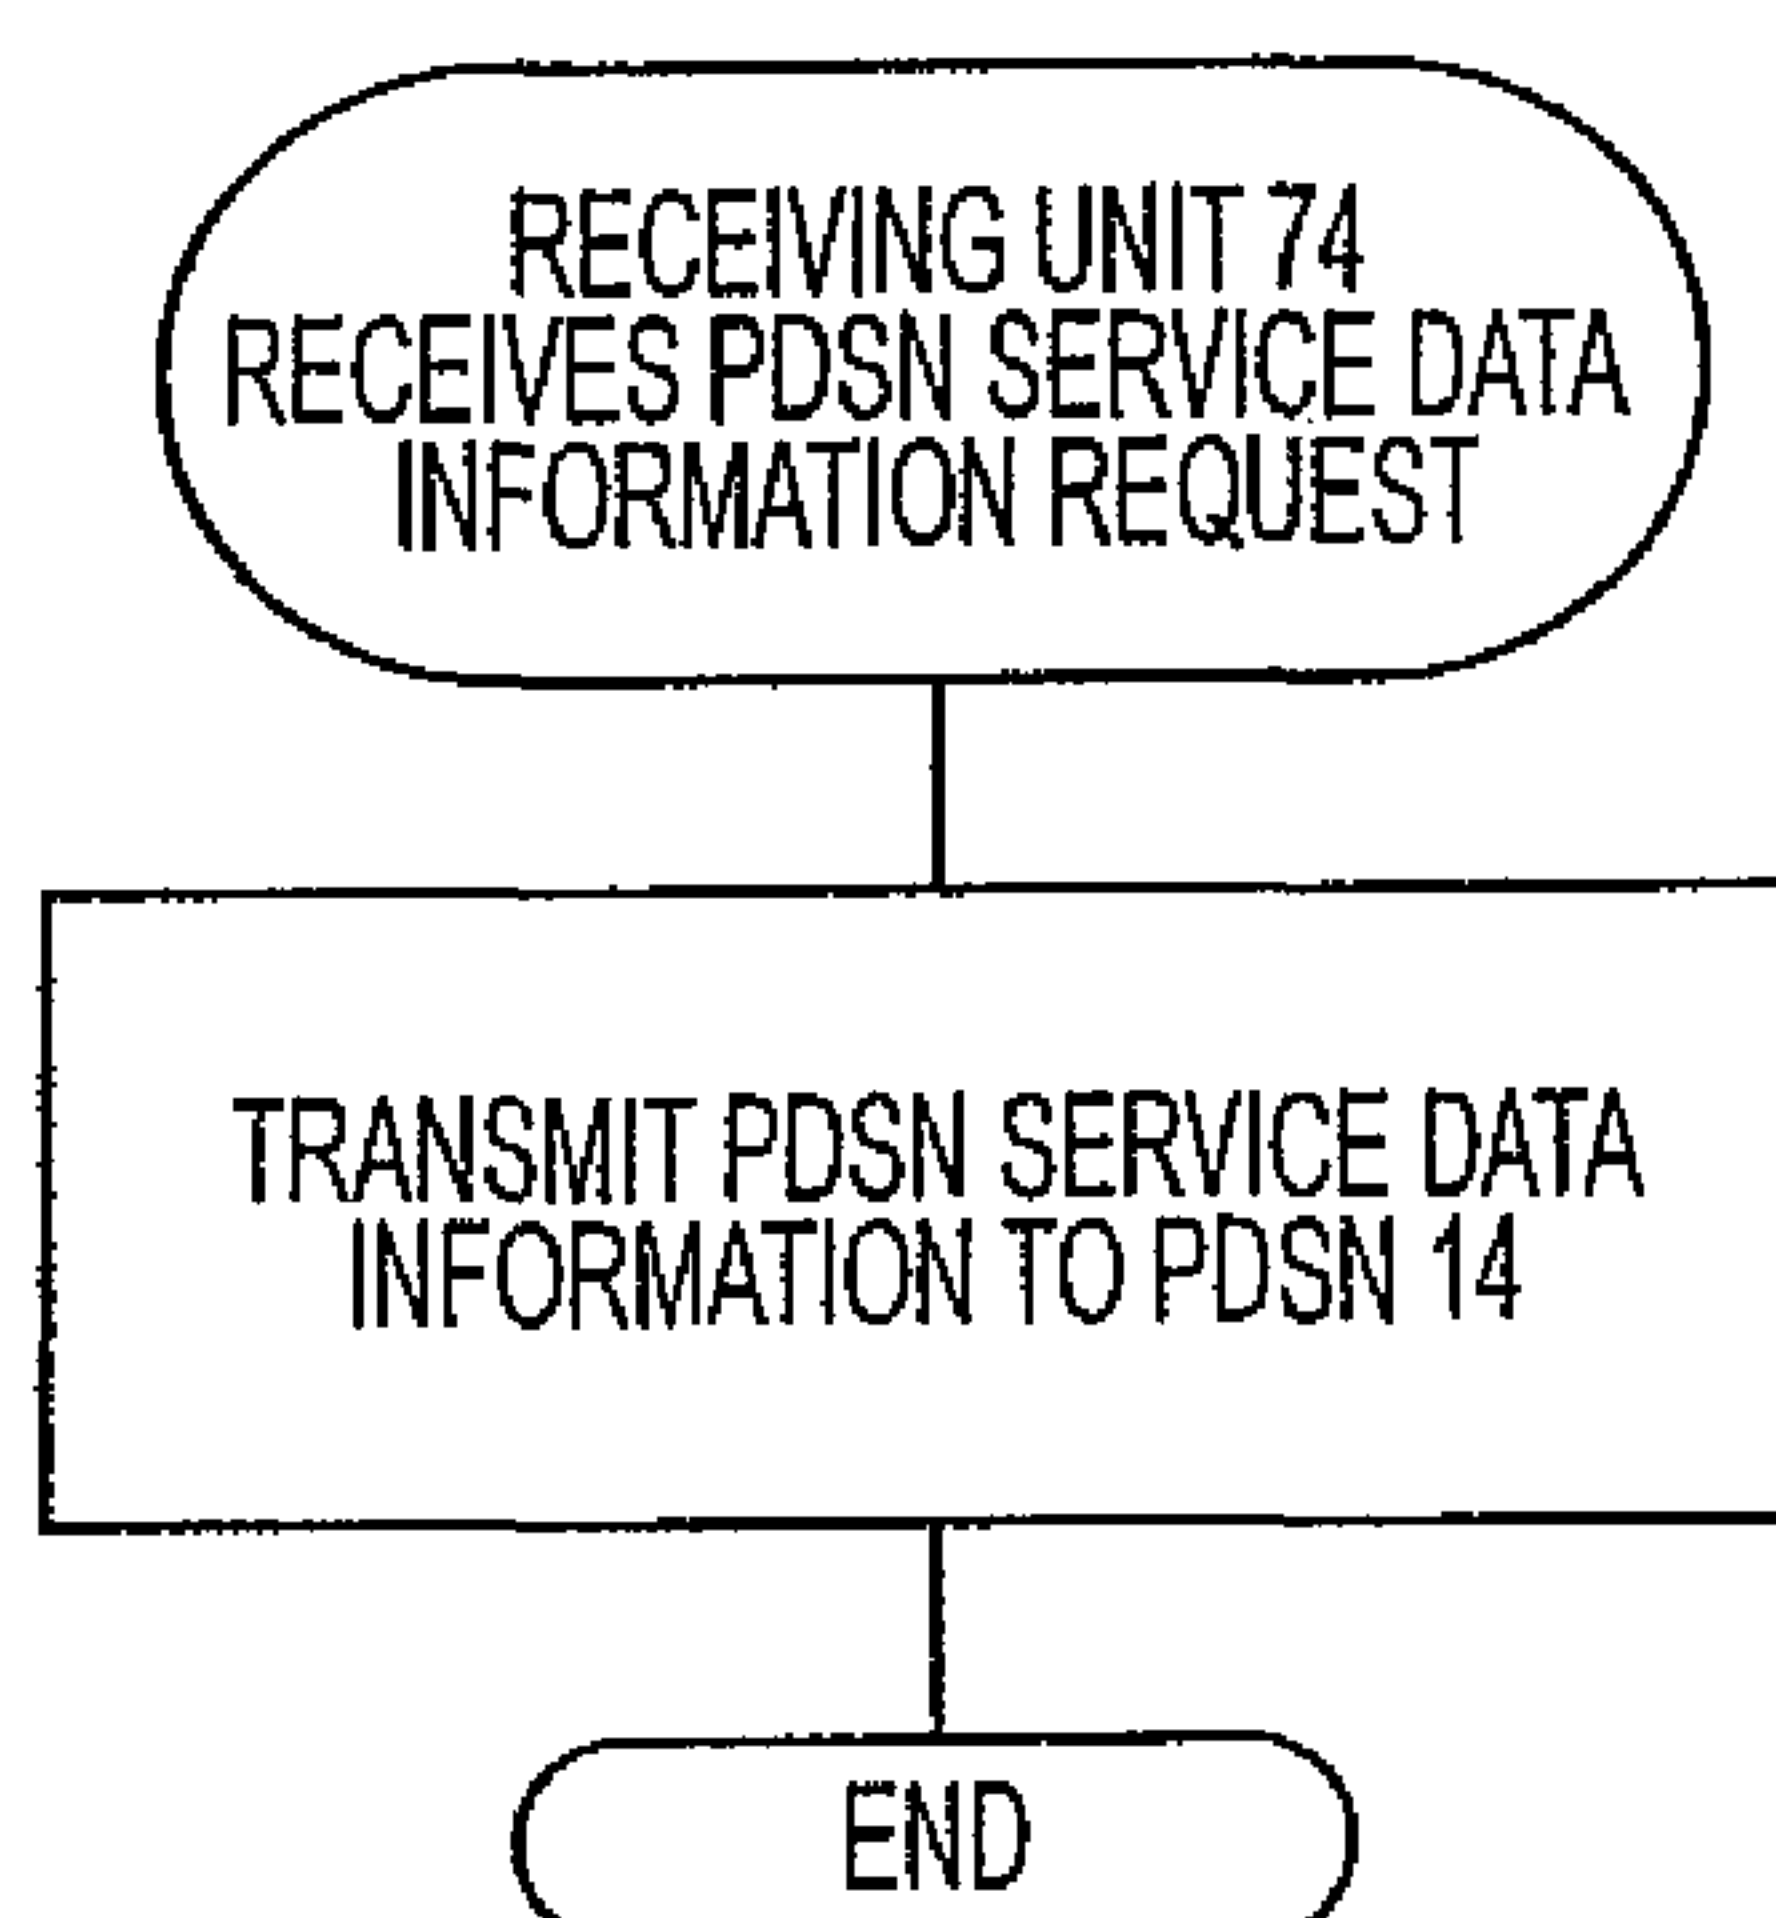 RECEIVING UNIT 74
RECEIVES PDSN SERVICE DATA
INFORMATION REQUEST
TRANSMIT PDSN SERVICE DATA
INFORMATION TO PDSN 14
END